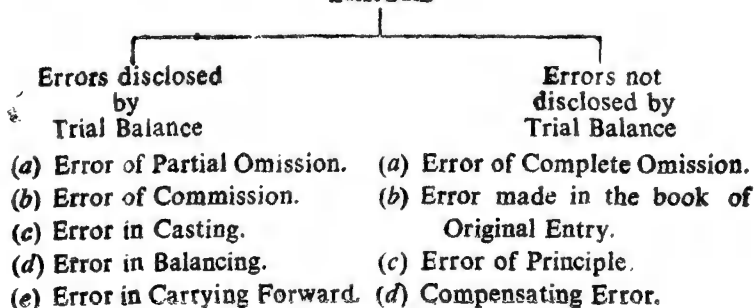 Errors disclosed
by
Trial Balance
(a) Error of Partial Omission.
(b) Error of Commission.
(c) Error in Casting.
(d) Error in Balancing.
(e) Error in Carrying Forward.
Errors not
disclosed by
Trial Balance
(a) Error of Complete Omission.
(b) Error made in the book of
Original Entry.
(c) Error of Principle.
(d) Compensating Error.